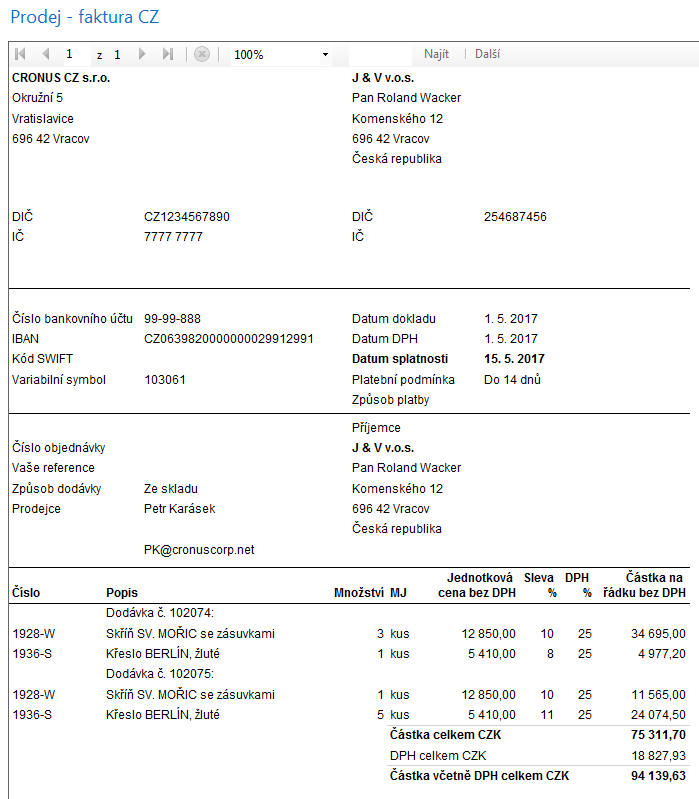 Prodej - faktura CZ
1 z 1 100% Najít Další
CRONUS CZ s.r.o. J & V v.o.s.
Okružní 5 Pan Roland Wacker
Vratislavice Komenského 12
696 42 Vracov 696 42 Vracov
Česká republika
DIČ CZ1234567890 DIČ 254687456
IČ 7777 7777 IČ
Číslo bankovního účtu 99-99-888 Datum dokladu 1. 5. 2017
IBAN CZ0639820000000029912991 Datum DPH 1. 5. 2017
Kód SWIFT Datum splatnosti 15. 5. 2017
Variabilní symbol 103061 Platební podmínka Do 14 dnů
Způsob platby
Příjemce
Číslo objednávky J & V v.o.s.
Vaše reference Pan Roland Wacker
Způsob dodávky Ze skladu Komenského 12
Prodejce Petr Karásek 696 42 Vracov
Česká republika
PK@cronuscorp.net
Jednotková Sleva DPH Částka na
Číslo Popis Množství MJ cena bez DPH % % řádku bez DPH
Dodávka č. 102074:
1928-W Skříň SV. MOŘIC se zásuvkami 3 kus 12 850,00 10 25 34 695,00
1936-S Křeslo BERLÍN, žluté 1 kus 5 410,00 8 25 4 977,20
Dodávka č. 102075:
1928-W Skříň SV. MOŘIC se zásuvkami 1 kus 12 850,00 10 25 11 565,00
1936-S Křeslo BERLÍN, žluté 5 kus 5 410,00 11 25 24 074,50
Částka celkem CZK 75 311,70
DPH celkem CZK 18 827,93
Částka včetně DPH celkem CZK 94 139,63